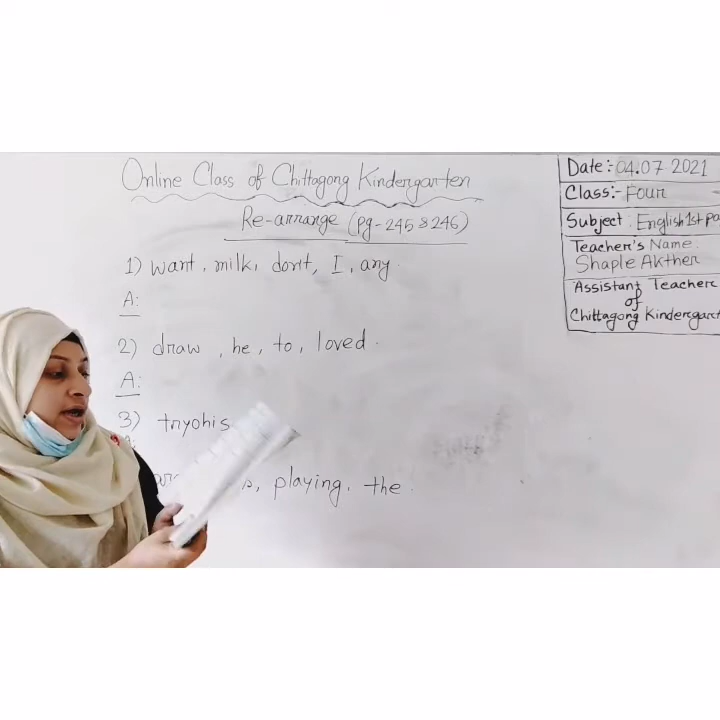 Online Class of Chittagong Kindergarten
Re-arrange (pg-245 & 246)
1) want, milk, don't, I, any.
A:
2) draw, he, to, loved.
A:
3) tryohis
playing, the.
Date:- 04.07 2021
Class:- Four
Subject: English 1st pa
Teacher's Name:
Shaple Akther
Assistant Teacher
of
Chittagong Kindergart